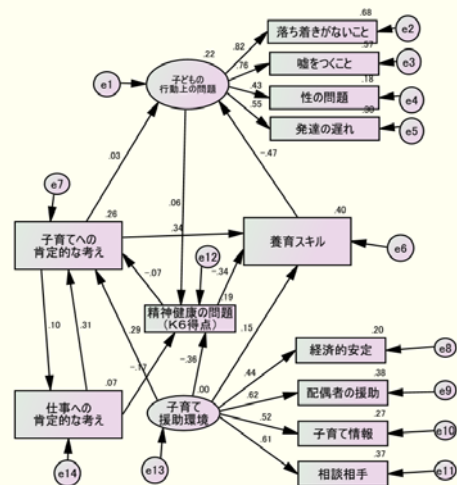 .68
落ち着きがないこと
e2
.22
.82
.57
子どもの
行動上の問題
.76
嘘をつくこと
e3
e1
.43
.18
性の問題
e4
.55
.30
発達の遅れ
e5
.03
-.47
e7
.06
.26
.34
.40
子育てへの
肯定的な考え
養育スキル
e12
e6
-.07
-.34
.19
精神健康の問題
(K6得点)
.10
.31
.29
.15
.20
経済的安定
e8
-.17
-.36
.44
.38
.07
.00
.62
配偶者の援助
e9
仕事への
肯定的な考え
子育て
援助環境
.52
.27
子育て情報
e10
.61
.37
e14
e13
相談相手
e11